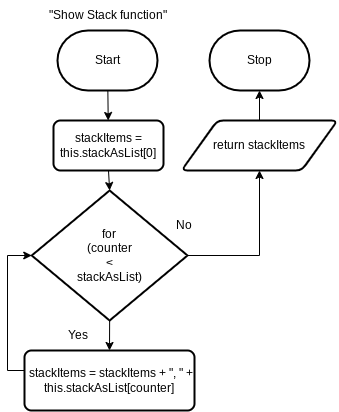 "Show Stack function"
Start
Stop
stackItems =
this.stackAsList[0]
return stackItems
for
(counter
<
stackAsList)
No
Yes
stackItems = stackItems + ", " +
this.stackAsList[counter]